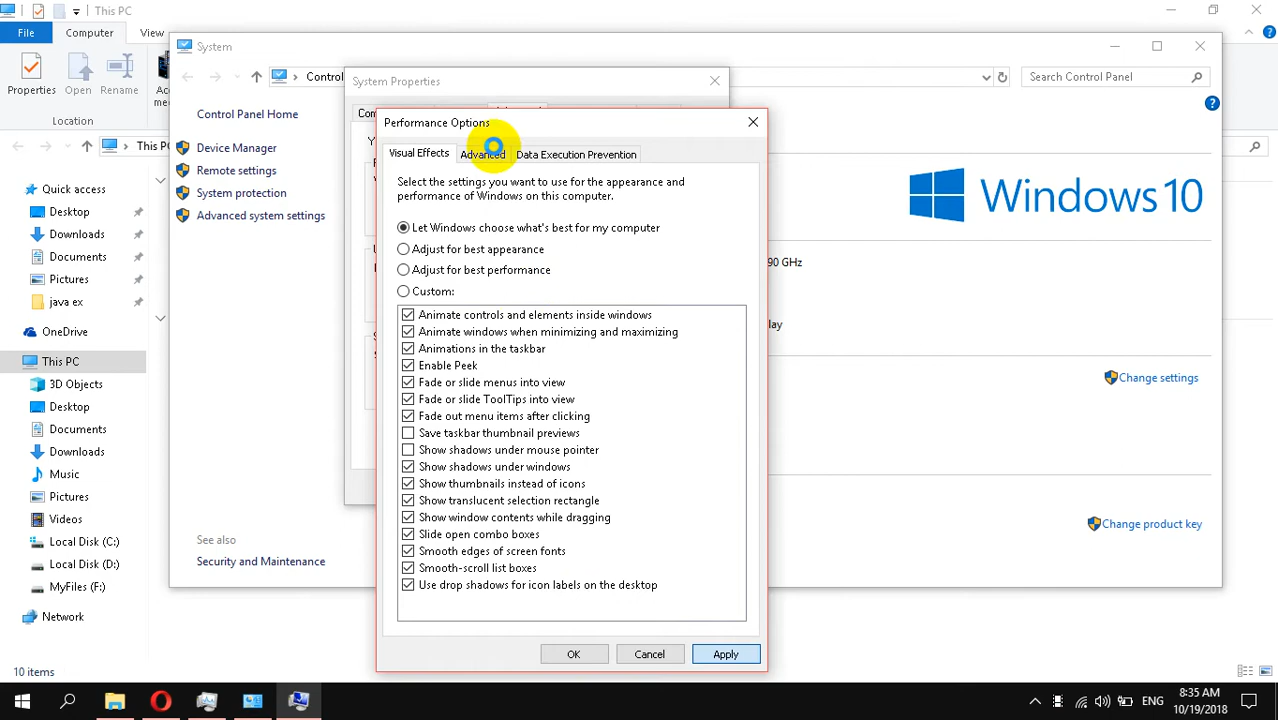 This PC
File
Computer
View
Properties
Open
Rename
Location
This P
System
Control
Search Control Panel
Control Panel Home
Device Manager
Remote settings
System protection
Advanced system settings
See also
Security and Maintenance
System Properties
Performance Options
Visual Effects
Advanced
Data Execution Prevention
Select the settings you want to use for the appearance and
performance of Windows on this computer.
Let Windows choose what's best for my computer
Adjust for best appearance
Adjust for best performance
Custom:
Animate controls and elements inside windows
Animate windows when minimizing and maximizing
Animations in the taskbar
Enable Peek
Fade or slide menus into view
Fade or slide ToolTips into view
Fade out menu items after clicking
Save taskbar thumbnail previews
Show shadows under mouse pointer
Show shadows under windows
Show thumbnails instead of icons
Show translucent selection rectangle
Show window contents while dragging
Slide open combo boxes
Smooth edges of screen fonts
Smooth-scroll list boxes
Use drop shadows for icon labels on the desktop
OK
Cancel
Apply
Windows 10
90 GHz
Change settings
Change product key
Quick access
Desktop
Downloads
Documents
Pictures
java ex
OneDrive
This PC
3D Objects
Desktop
Documents
Downloads
Music
Pictures
Videos
Local Disk (C:)
Local Disk (D:)
MyFiles (F:)
Network
10 items
ENG
8:35 AM
10/19/2018